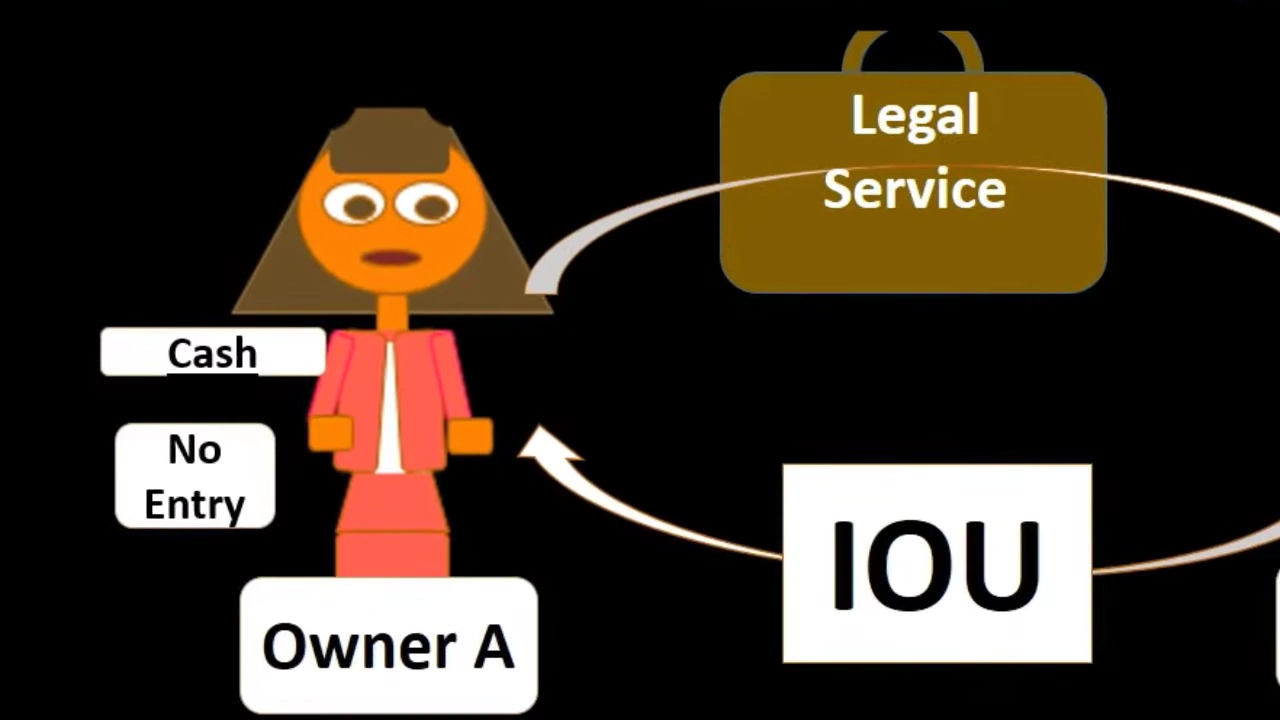 Legal
Service
Cash
No
Entry
IOU
Owner A